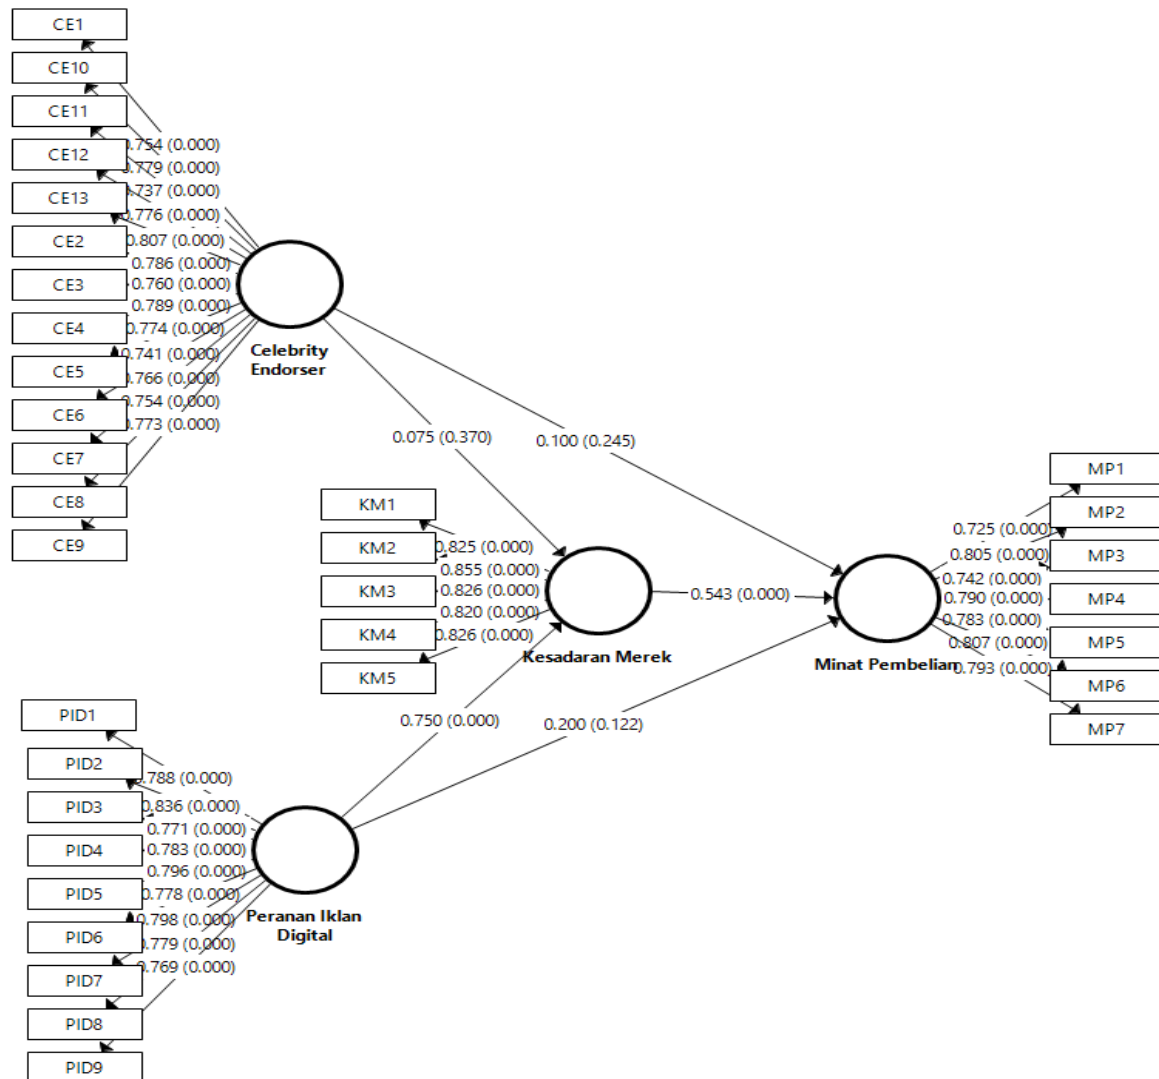 CE1
CE10
CE11
CE12
CE13
CE2
CE3
CE4
CE5
CE6
CE7
CE8
CE9
0.754 (0.000)
0.779 (0.000)
0.737 (0.000)
0.776 (0.000)
0.807 (0.000)
0.786 (0.000)
0.760 (0.000)
0.789 (0.000)
0.774 (0.000)
0.741 (0.000)
0.766 (0.000)
0.754 (0.000)
0.773 (0.000)
Celebrity
Endorser
0.075 (0.370)
0.100 (0.245)
KM1
KM2
KM3
KM4
KM5
0.825 (0.000)
0.855 (0.000)
0.826 (0.000)
0.820 (0.000)
0.826 (0.000)
Kesadaran Merek
0.543 (0.000)
Minat Pembelian
0.725 (0.000)
0.805 (0.000)
0.742 (0.000)
0.790 (0.000)
0.783 (0.000)
0.807 (0.000)
0.793 (0.000)
MP1
MP2
MP3
MP4
MP5
MP6
MP7
0.750 (0.000)
0.200 (0.122)
PID1
PID2
PID3
PID4
PID5
PID6
PID7
PID8
PID9
0.788 (0.000)
0.836 (0.000)
0.771 (0.000)
0.783 (0.000)
0.796 (0.000)
0.778 (0.000)
0.798 (0.000)
0.779 (0.000)
0.769 (0.000)
Peranan Iklan
Digital